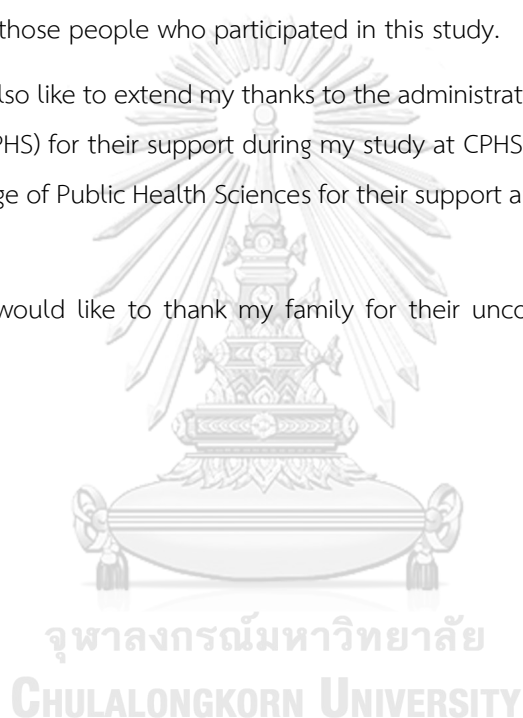 those people who participated in this study.
lso like to extend my thanks to the administrat
PHS) for their support during my study at CPHS
ge of Public Health Sciences for their support a
would like to thank my family for their unco
จุฬาลงกรณ์มหาวิทยาลัย
CHULALONGKORN UNIVERSITY